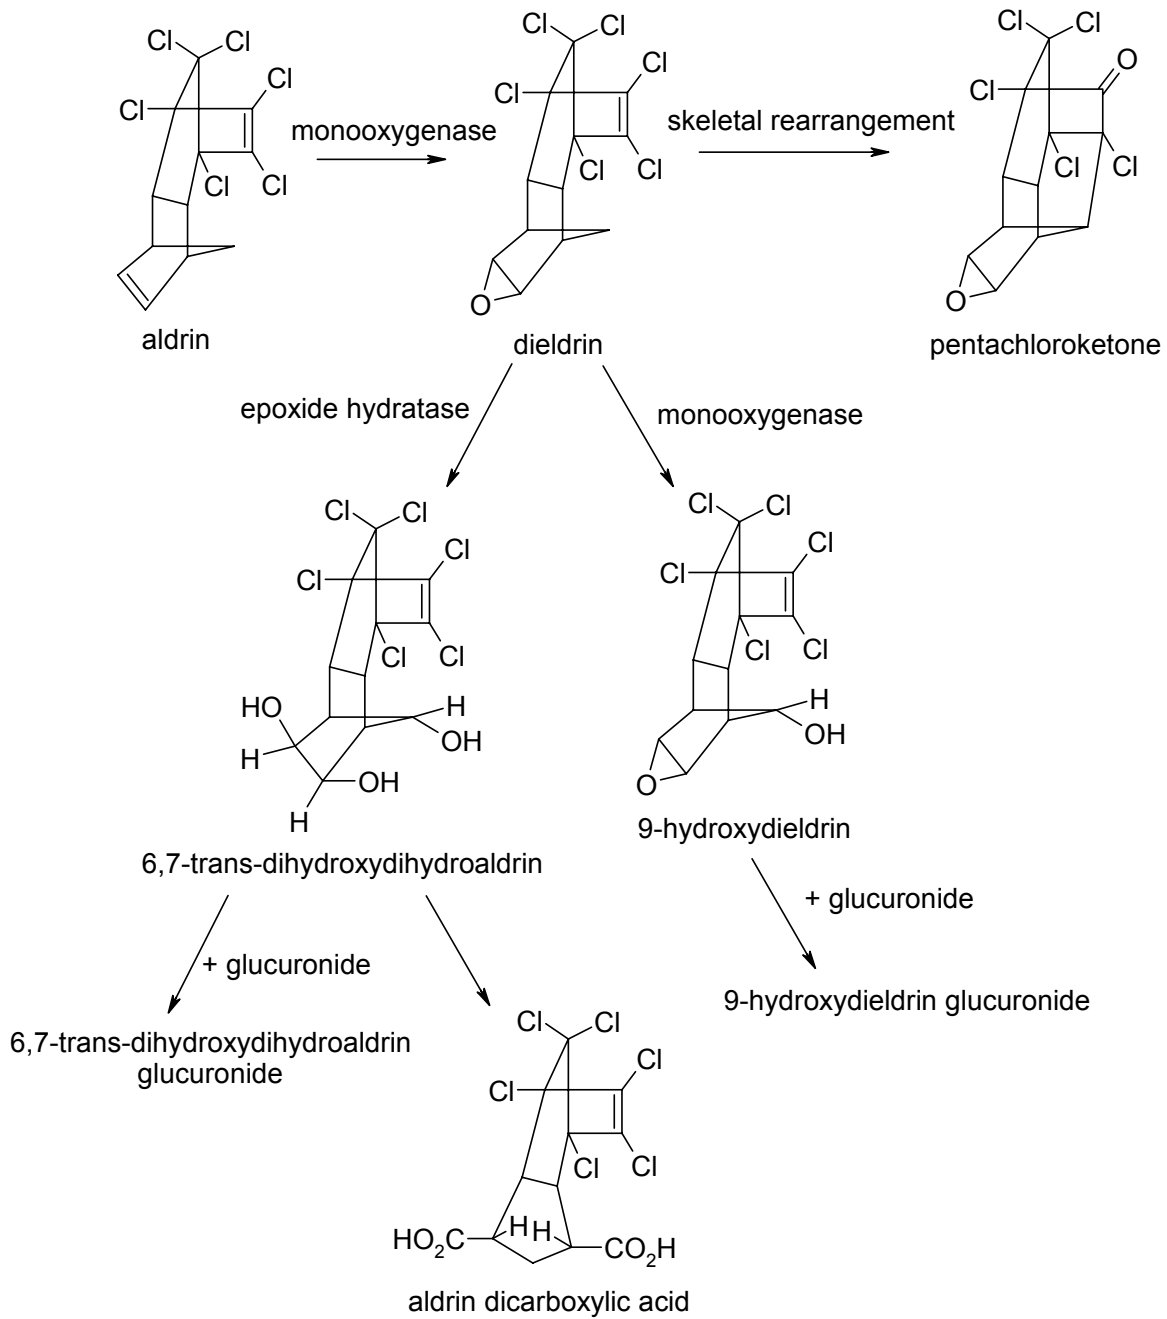 Cl Cl
Cl
Cl
Cl
Cl
aldrin
monooxygenase
Cl Cl
Cl
Cl
Cl
Cl
O
dieldrin
skeletal rearrangement
Cl Cl
O
Cl
Cl
Cl
O
pentachloroketone
epoxide hydratase
monooxygenase
Cl Cl
Cl
Cl
Cl
Cl
HO
H
H
OH
OH
H
6,7-trans-dihydroxydihydroaldrin
Cl Cl
Cl
Cl
Cl
Cl
H
OH
O
9-hydroxydieldrin
+ glucuronide
+ glucuronide
9-hydroxydieldrin glucuronide
6,7-trans-dihydroxydihydroaldrin
glucuronide
Cl Cl
Cl
Cl
Cl
Cl
HO2C H H CO2H
aldrin dicarboxylic acid